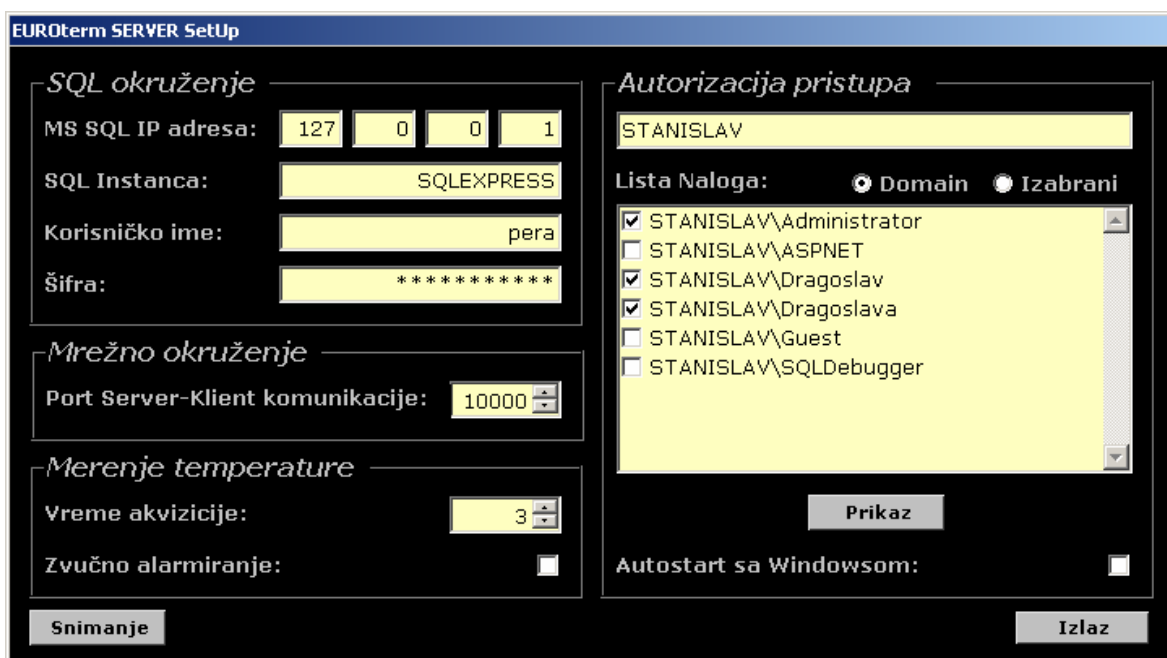 EUROterm SERVER SetUp
SQL okruženje
MS SQL IP adresa: 127 0 0 1
SQL Instanca: SQLEXPRESS
Korisničko ime: pera
Šifra: ***********
Mrežno okruženje
Port Server-Klient komunikacije: 10000
Merenje temperature
Vreme akvizicije: 3
Zvučno alarmiranje:
Snimanje
Autorizacija pristupa
STANISLAV
Lista Naloga: Domain Izabrani
STANISLAV\Administrator
STANISLAV\ASPNET
STANISLAV\Dragoslav
STANISLAV\Dragoslava
STANISLAV\Guest
STANISLAV\SQLDebugger
Prikaz
Autostart sa Windowsom:
Izlaz